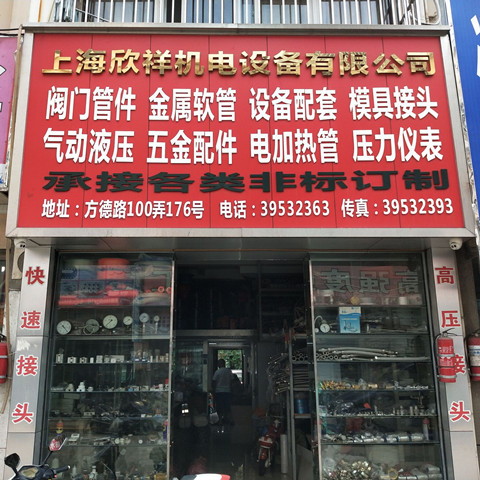 上海欣祥机电设备有限公司
阀门管件 金属软管 设备配套 模具接头
气动液压 五金配件 电加热管 压力仪表
承接各类非标订制
地址：方德路100弄176号 电话：39532363 传真：39532393
快速接头
高强度
高压接头